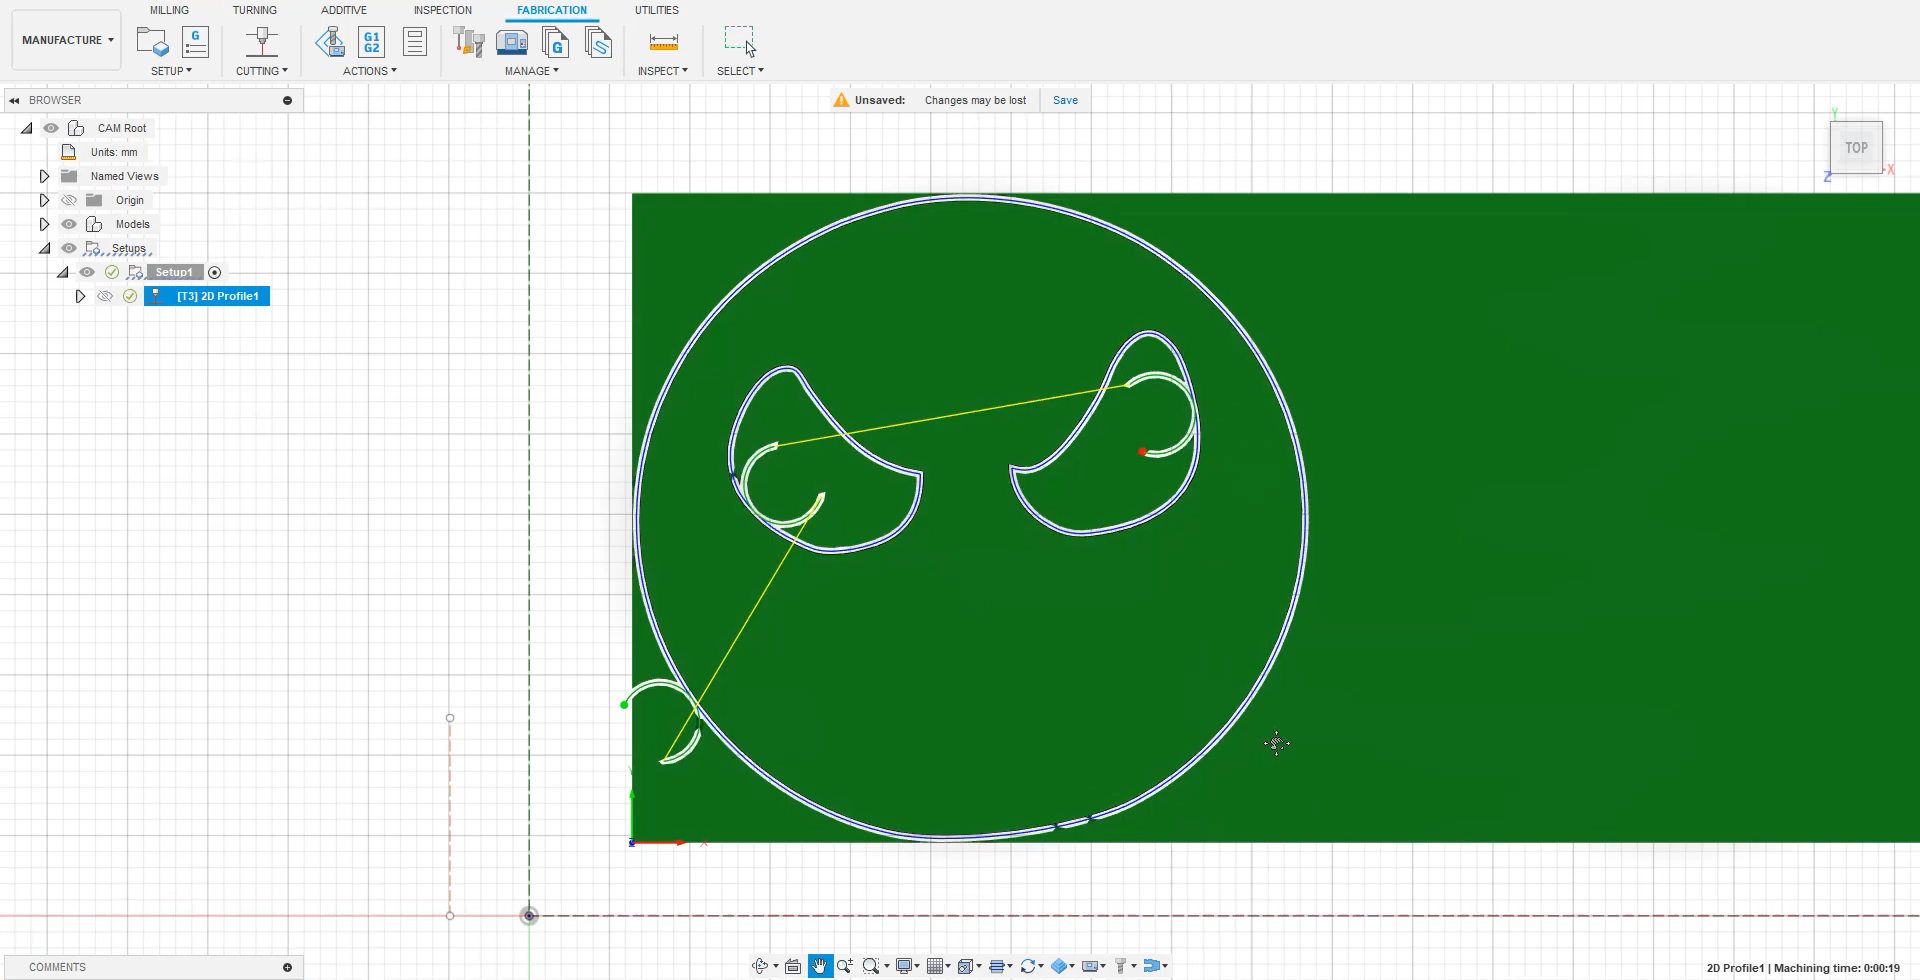 MILLING TURNING ADDITIVE INSPECTION FABRICATION UTILITIES
MANUFACTURE
G
G1
G2
G
SETUP CUTTING ACTIONS MANAGE INSPECT SELECT
BROWSER
Unsaved: Changes may be lost Save
CAM Root
Units: mm
Named Views
Origin
Models
Setups
Setup1
[T3] 2D Profile1
Y
TOP
X
Z
X
Z
COMMENTS
2D Profile1 | Machining time: 0:00:19